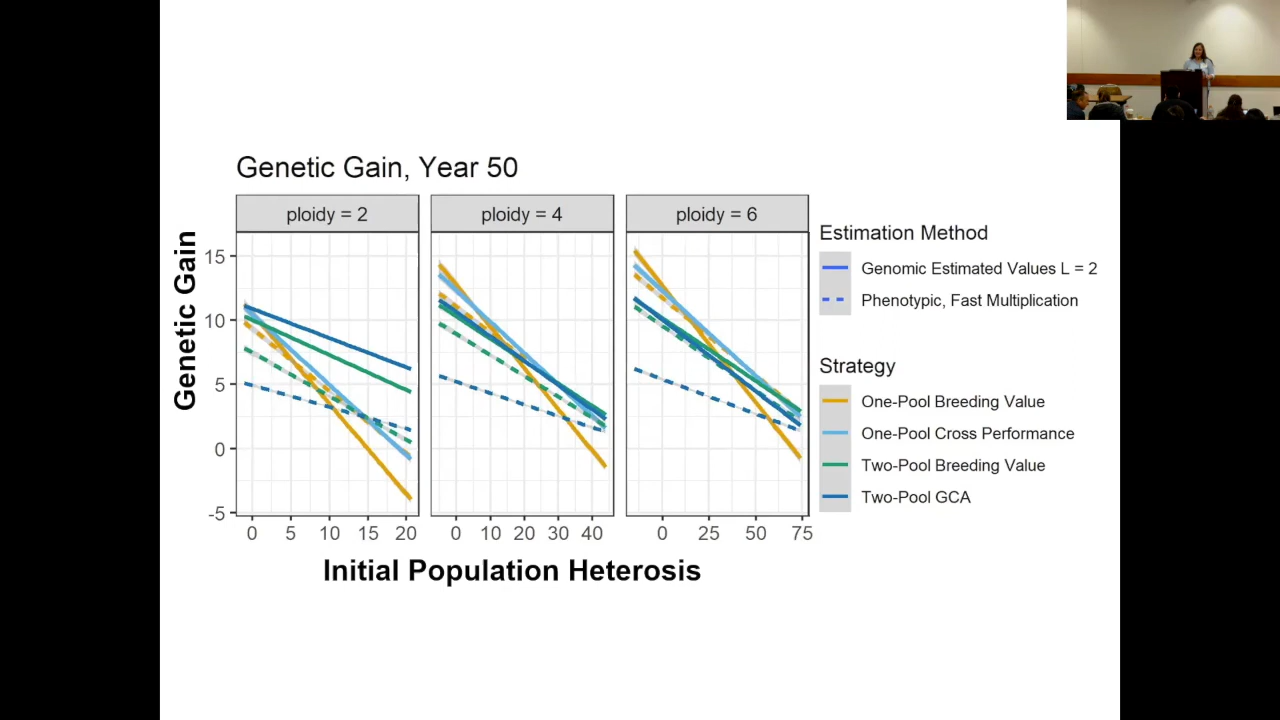 Genetic Gain, Year 50
ploidy = 2
ploidy = 4
ploidy = 6
Genetic Gain
15
10
5
0
-5
0 5 10 15 20
0 10 20 30 40
0 25 50 75
Initial Population Heterosis
Estimation Method
Genomic Estimated Values L = 2
Phenotypic, Fast Multiplication
Strategy
One-Pool Breeding Value
One-Pool Cross Performance
Two-Pool Breeding Value
Two-Pool GCA